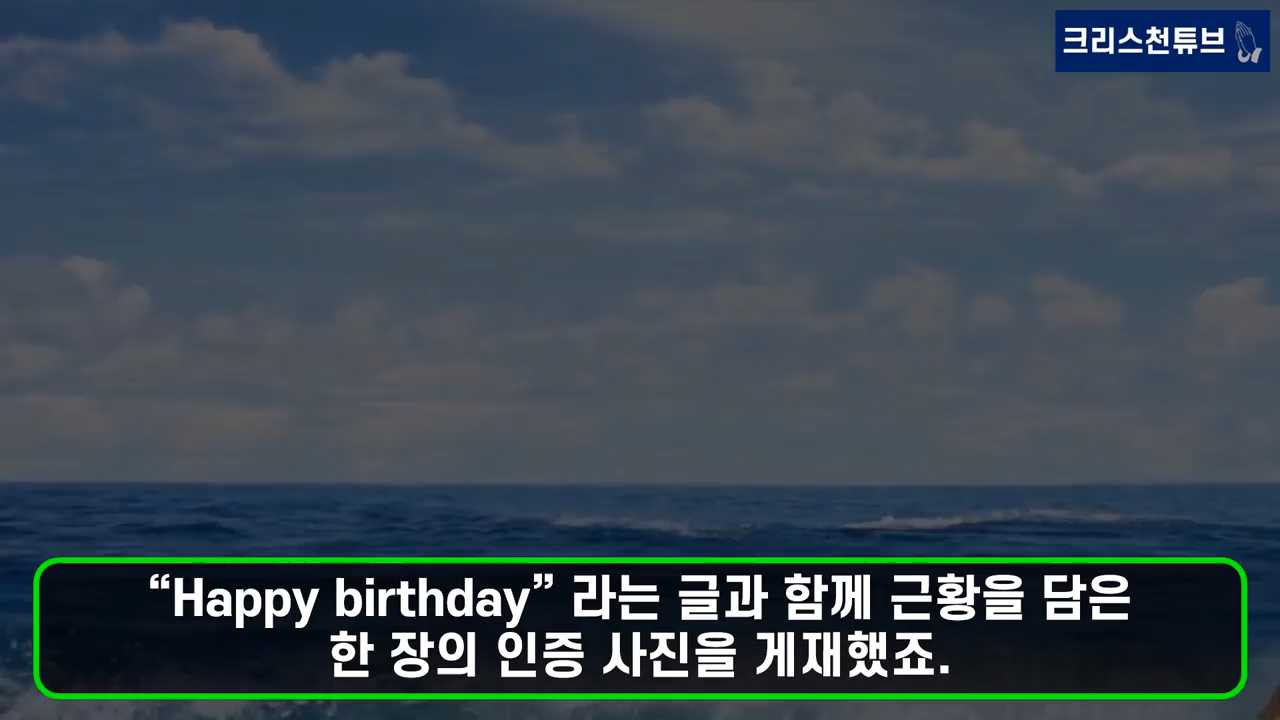 크리스천튜브
“Happy birthday” 라는 글과 함께 근황을 담은
한 장의 인증 사진을 게재했죠.